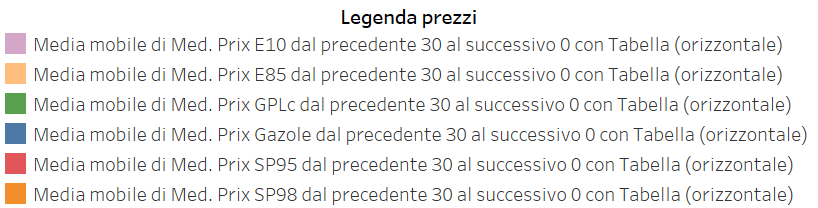 Legenda prezzi
Media mobile di Med. Prix E10 dal precedente 30 al successivo 0 con Tabella (orizzontale)
Media mobile di Med. Prix E85 dal precedente 30 al successivo 0 con Tabella (orizzontale)
Media mobile di Med. Prix GPLc dal precedente 30 al successivo 0 con Tabella (orizzontale)
Media mobile di Med. Prix Gazole dal precedente 30 al successivo 0 con Tabella (orizzontale)
Media mobile di Med. Prix SP95 dal precedente 30 al successivo 0 con Tabella (orizzontale)
Media mobile di Med. Prix SP98 dal precedente 30 al successivo 0 con Tabella (orizzontale)